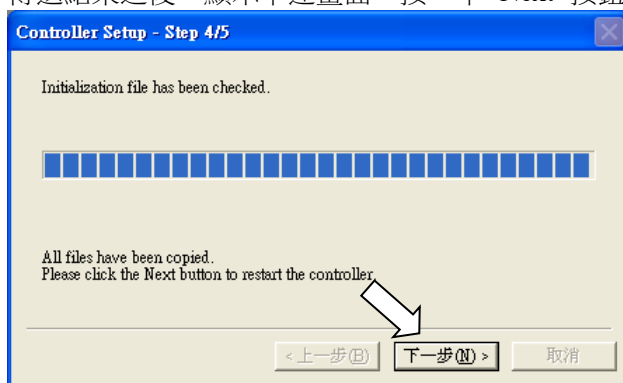 Controller Setup - Step 4/5
Initialization file has been checked.
All files have been copied.
Please click the Next button to restart the controller.
<上一步(B) 下一步(N) > 取消